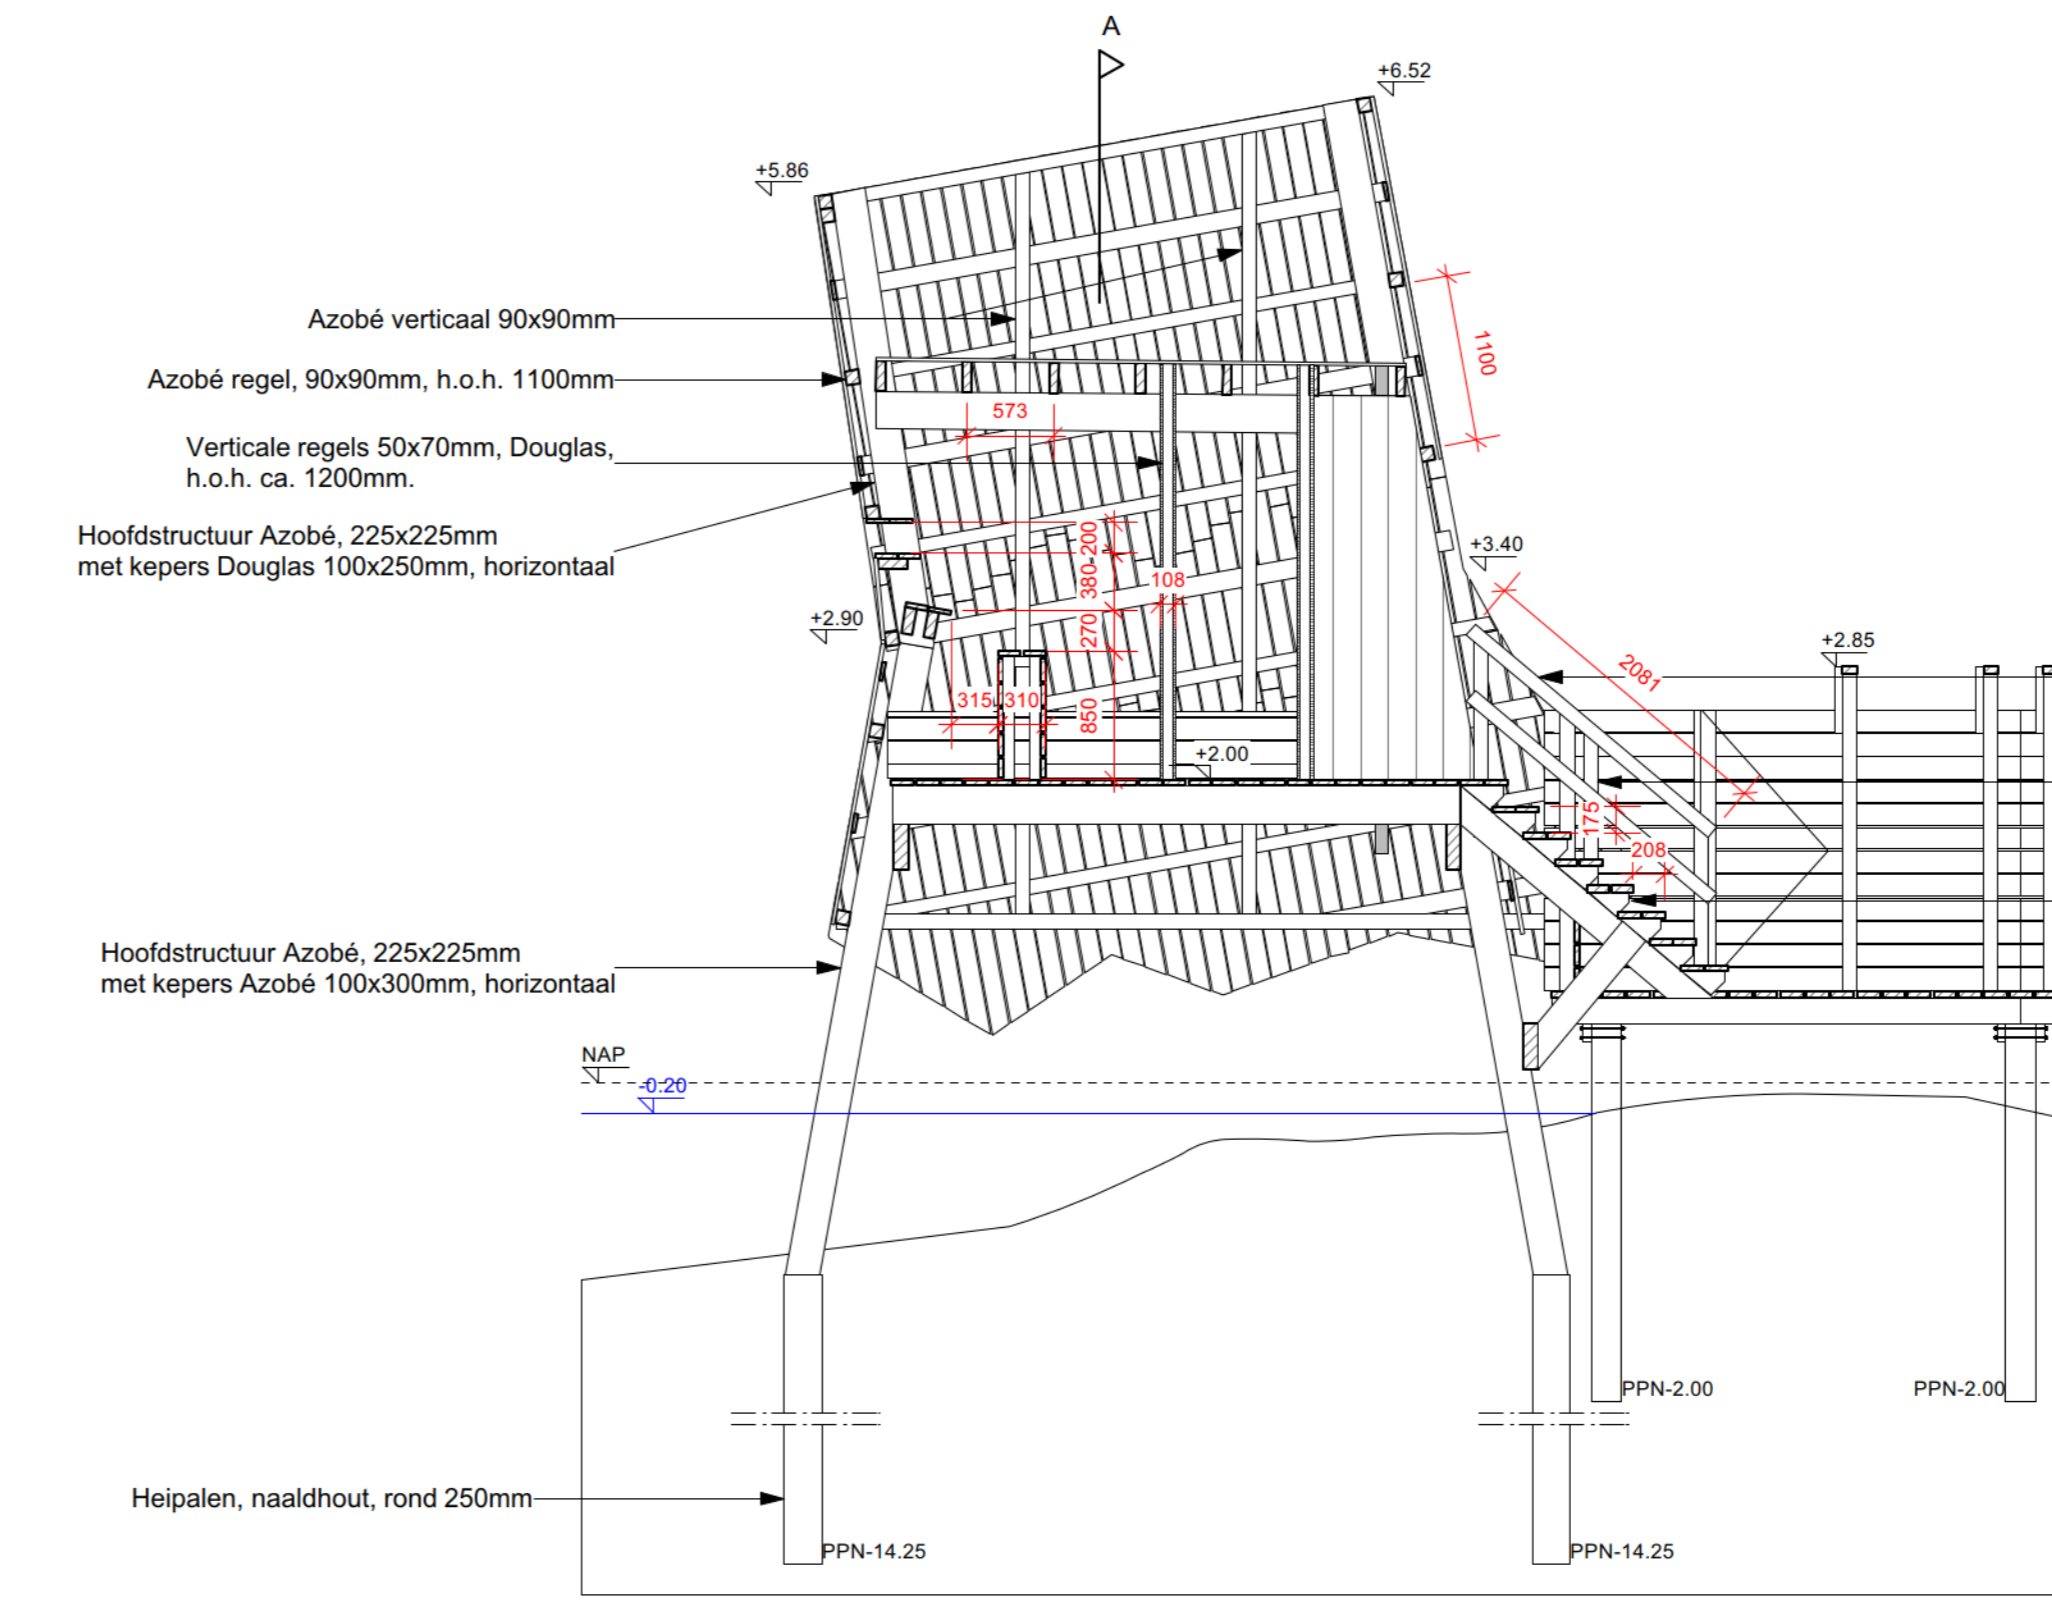 A
+6.52
+5.86
Azobé verticaal 90x90mm
Azobé regel, 90x90mm, h.o.h. 1100mm
1100
573
Verticale regels 50x70mm, Douglas,
h.o.h. ca. 1200mm.
Hoofdstructuur Azobé, 225x225mm
met kepers Douglas 100x250mm, horizontaal
200
380
108
270
+3.40
+2.90
+2.85
2081
315
310
850
+2.00
175
208
Hoofdstructuur Azobé, 225x225mm
met kepers Azobé 100x300mm, horizontaal
NAP
-0.20
PPN-2.00
PPN-2.00
Heipalen, naaldhout, rond 250mm
PPN-14.25
PPN-14.25